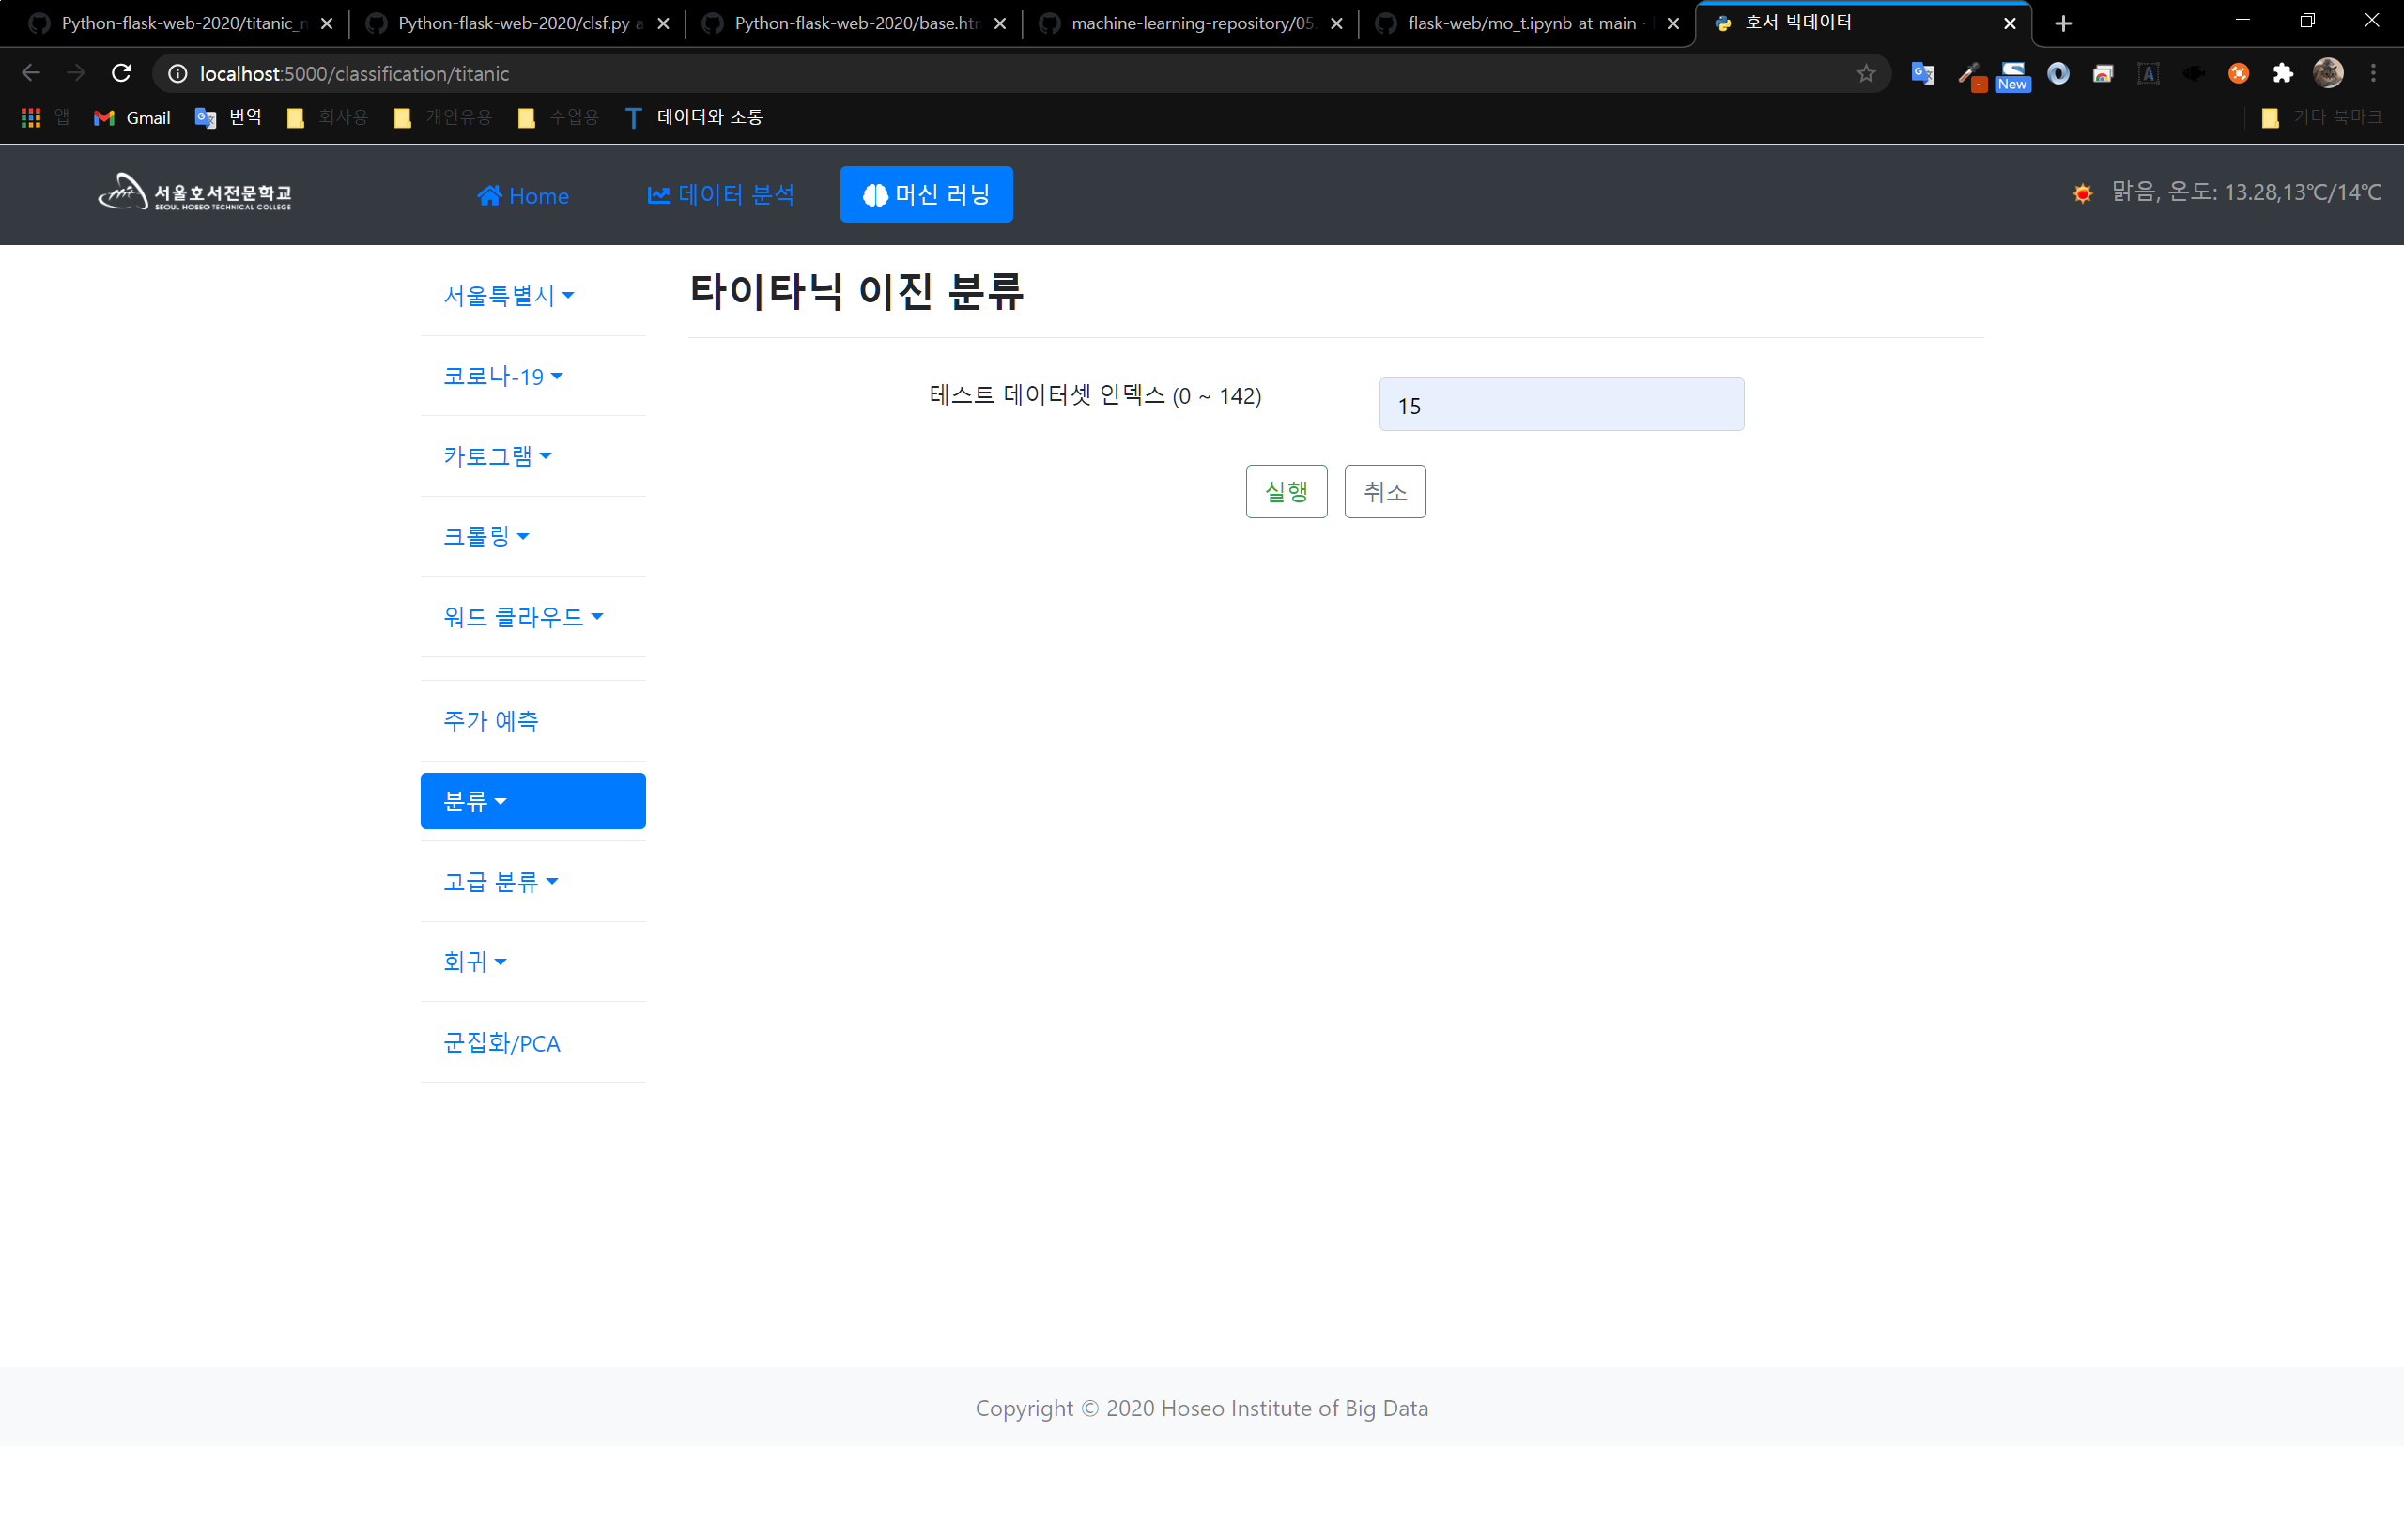 Python-flask-web-2020/titanic_
Python-flask-web-2020/clsf.py a
Python-flask-web-2020/base.htm
machine-learning-repository/05.
flask-web/mo_t.ipynb at main ·
호서 빅데이터
localhost:5000/classification/titanic
New
앱
Gmail
번역
회사용
개인유용
수업용
데이터와 소통
기타 북마크
서울호서전문학교
SEOUL HOSEO TECHNICAL COLLEGE
Home
데이터 분석
머신 러닝
맑음, 온도: 13.28,13℃/14℃
서울특별시
코로나-19
카토그램
크롤링
워드 클라우드
주가 예측
분류
고급 분류
회귀
군집화/PCA
타이타닉 이진 분류
테스트 데이터셋 인덱스 (0 ~ 142)
15
실행
취소
Copyright © 2020 Hoseo Institute of Big Data